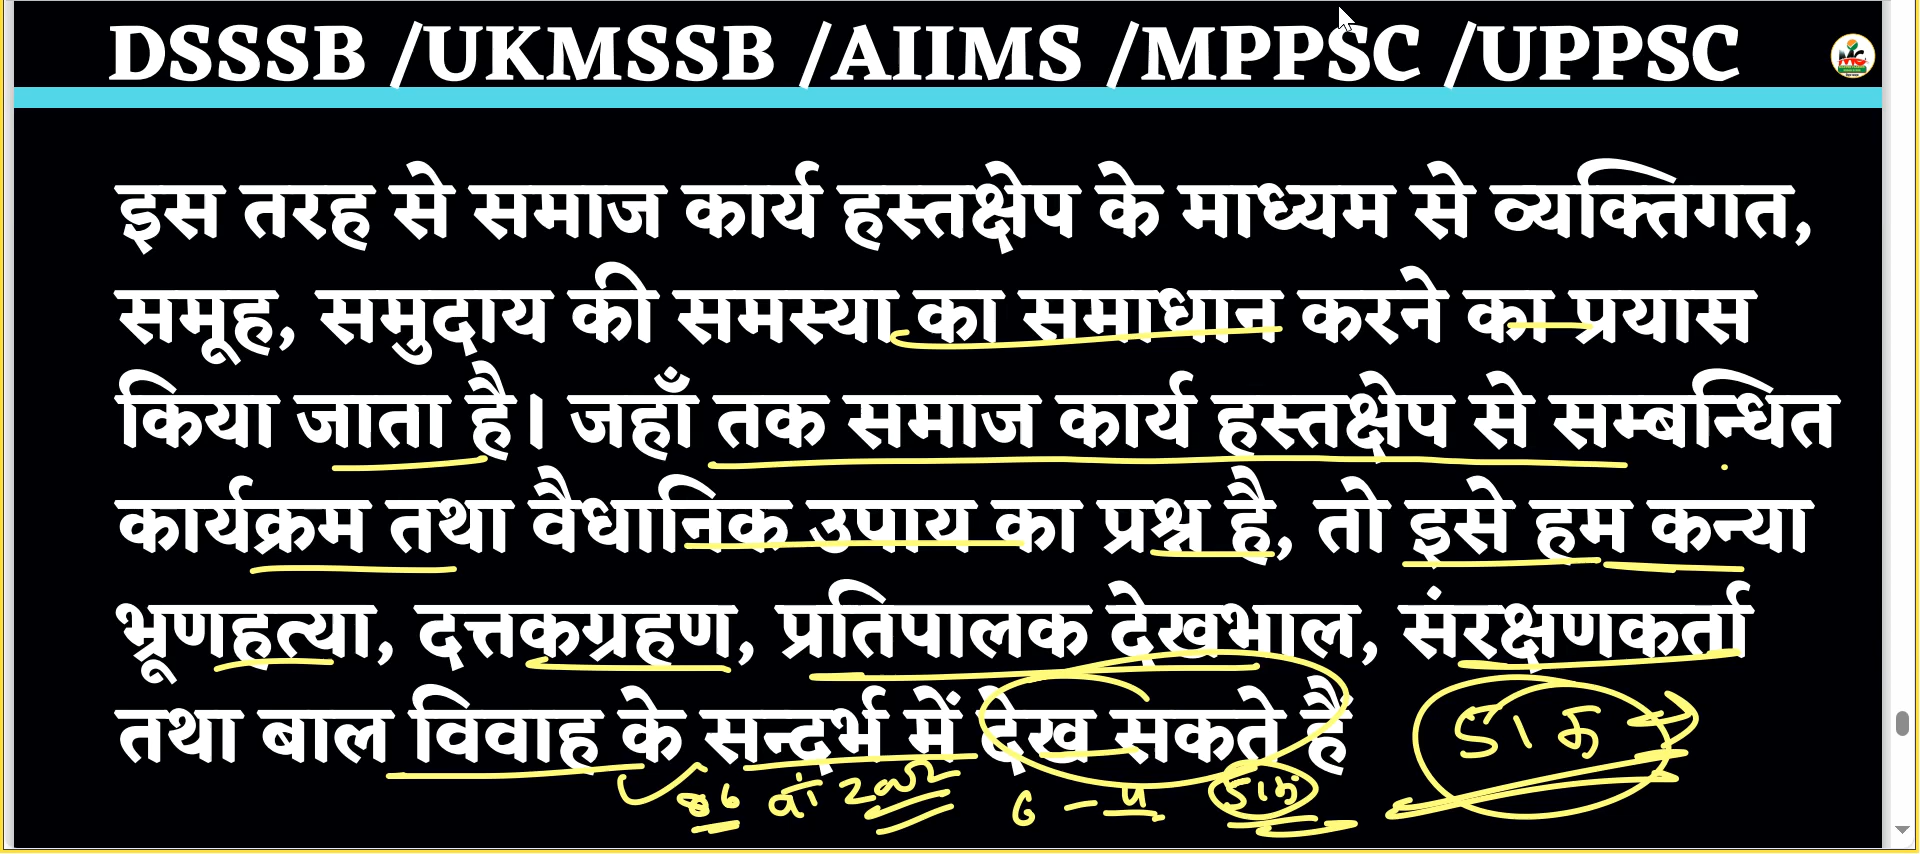 DSSSB /UKMSSB /AIIMS /MPPSC /UPPSC
इस तरह से समाज कार्य हस्तक्षेप के माध्यम से व्यक्तिगत,
समूह, समुदाय की समस्या का समाधान करने का प्रयास
किया जाता है। जहाँ तक समाज कार्य हस्तक्षेप से सम्बन्धित
कार्यक्रम तथा वैधानिक उपाय का प्रश्न है, तो इसे हम कन्या
भ्रूणहत्या, दत्तकग्रहण, प्रतिपालक देखभाल, संरक्षणकर्ता
तथा बाल विवाह के सन्दर्भ में देख सकते है